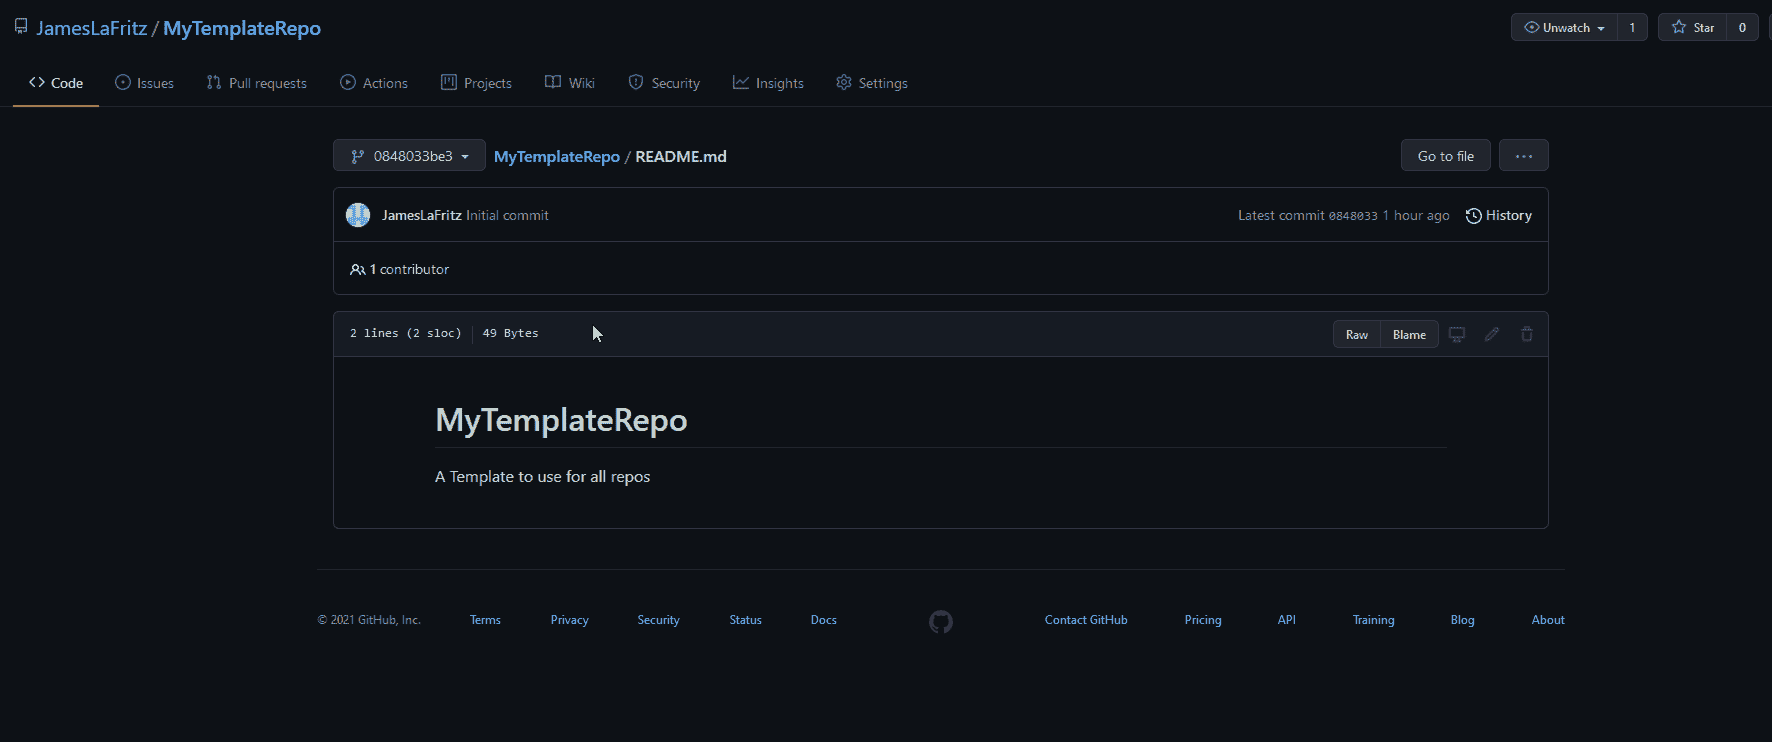 JamesLaFritz / MyTemplateRepo
Unwatch 1 Star 0
Code Issues Pull requests Actions Projects Wiki Security Insights Settings
0848033be3 MyTemplateRepo / README.md Go to file ...
JamesLaFritz Initial commit Latest commit 0848033 1 hour ago History
1 contributor
2 lines (2 sloc) 49 Bytes Raw Blame
MyTemplateRepo
A Template to use for all repos
© 2021 GitHub, Inc. Terms Privacy Security Status Docs Contact GitHub Pricing API Training Blog About